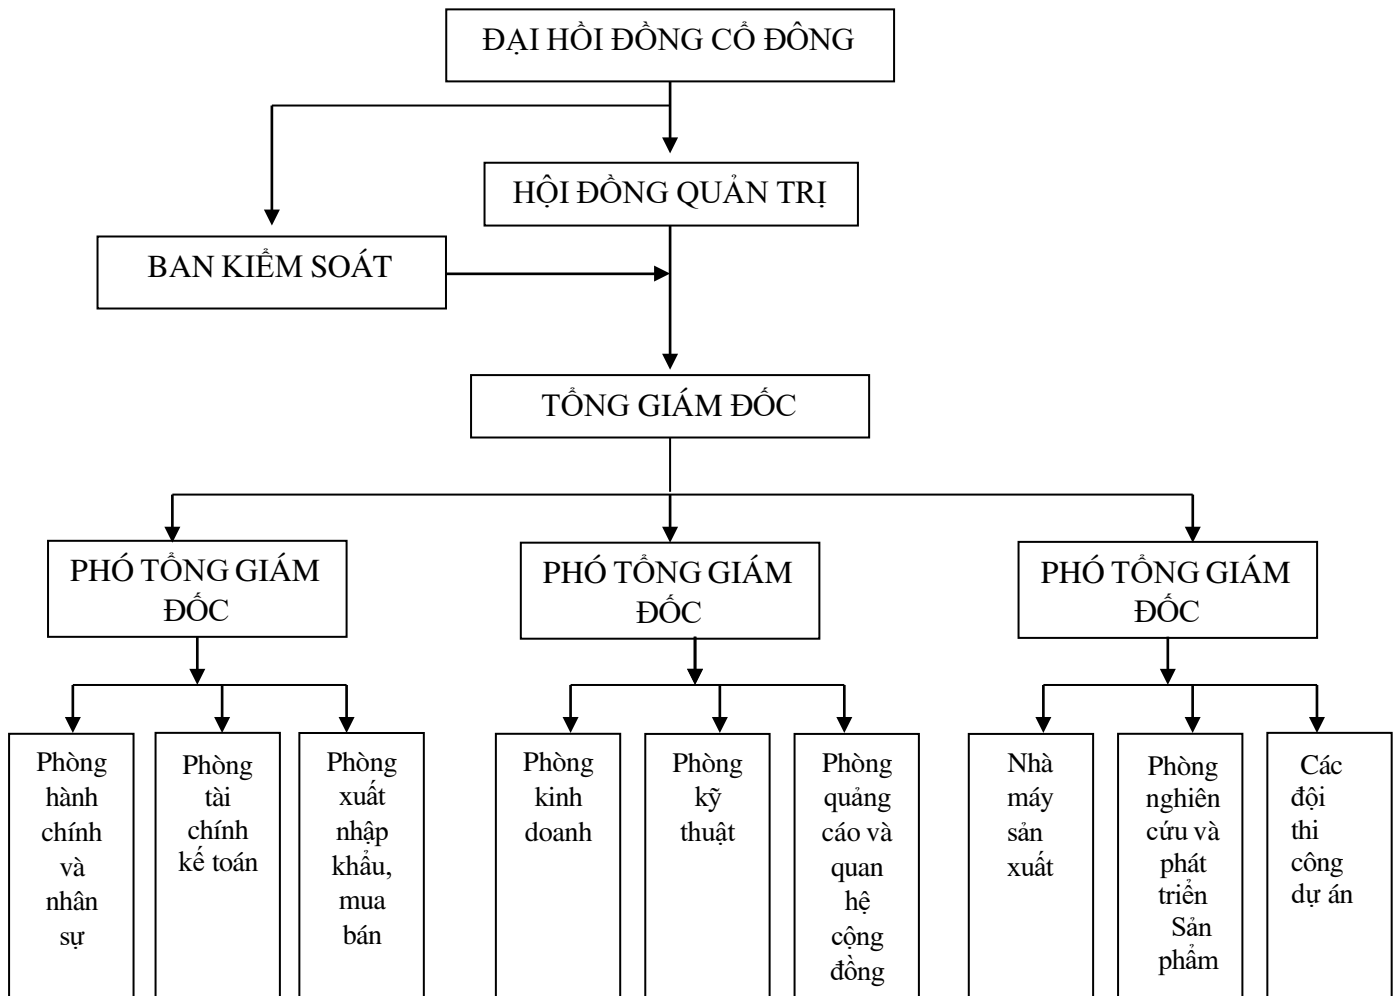 ĐẠI HỒI ĐỒNG CỔ ĐÔNG
HỘI ĐỒNG QUẢN TRỊ
BAN KIỂM SOÁT
TỔNG GIÁM ĐỐC
PHÓ TỔNG GIÁM
ĐỐC
PHÓ TỔNG GIÁM
ĐỐC
PHÓ TỔNG GIÁM
ĐỐC
Phòng
hành
chính
và
nhân
sự
Phòng
tài
chính
kế toán
Phòng
xuất
nhập
khẩu,
mua
bán
Phòng
kinh
doanh
Phòng
kỹ
thuật
Phòng
quảng
cáo và
quan
hệ
cộng
đồng
Nhà
máy
sản
xuất
Phòng
nghiên
cứu và
phát
triển
Sản
phẩm
Các
đội
thi
công
dự án